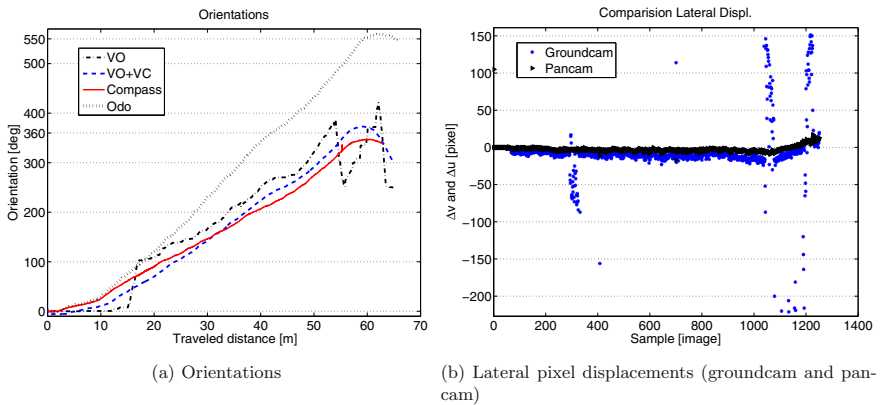 Orientations
550
500
400
360
300
200
100
0
Orientation [deg]
VO
VO+VC
Compass
Odo
0 10 20 30 40 50 60 70
Traveled distance [m]
(a) Orientations
Comparision Lateral Displ.
150
100
50
0
−50
−100
−150
−200
Δv and Δu [pixel]
Groundcam
Pancam
0 200 400 600 800 1000 1200 1400
Sample [image]
(b) Lateral pixel displacements (groundcam and pan-
cam)